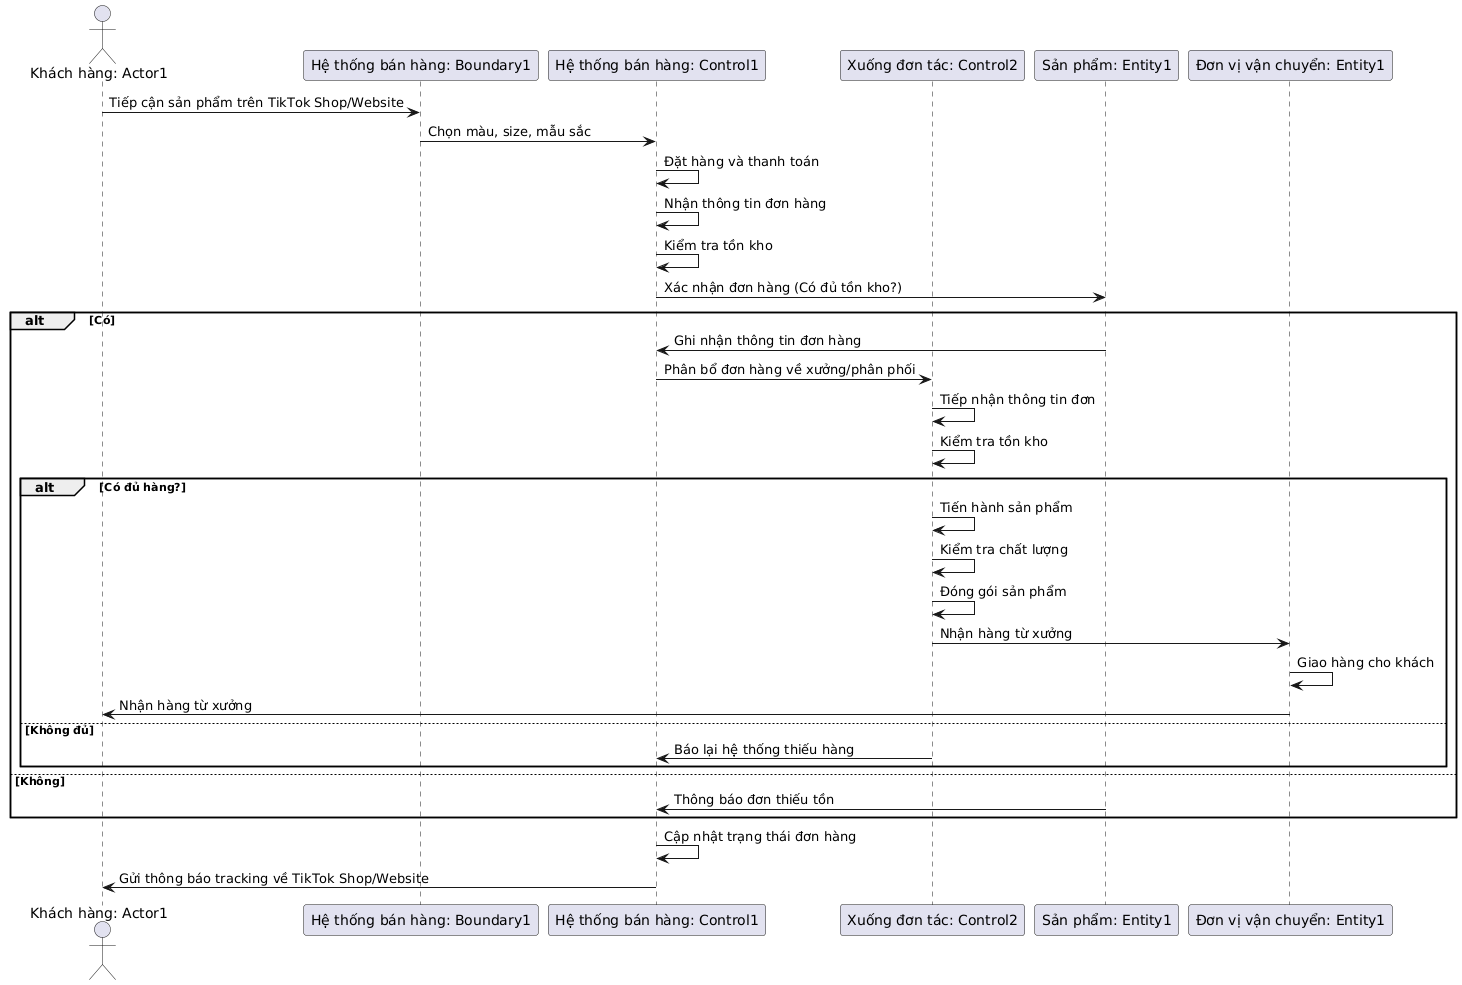 Khách hàng: Actor1
Hệ thống bán hàng: Boundary1
Hệ thống bán hàng: Control1
Xuống đơn tác: Control2
Sản phẩm: Entity1
Đơn vị vận chuyển: Entity1
Tiếp cận sản phẩm trên TikTok Shop/Website
Chọn màu, size, mẫu sắc
Đặt hàng và thanh toán
Nhận thông tin đơn hàng
Kiểm tra tồn kho
Xác nhận đơn hàng (Có đủ tồn kho?)
alt [Có]
Ghi nhận thông tin đơn hàng
Phân bổ đơn hàng về xưởng/phân phối
Tiếp nhận thông tin đơn
Kiểm tra tồn kho
alt [Có đủ hàng?]
Tiến hành sản phẩm
Kiểm tra chất lượng
Đóng gói sản phẩm
Nhận hàng từ xưởng
Giao hàng cho khách
Nhận hàng từ xưởng
[Không đủ]
Báo lại hệ thống thiếu hàng
[Không]
Thông báo đơn thiếu tồn
Cập nhật trạng thái đơn hàng
Gửi thông báo tracking về TikTok Shop/Website
Khách hàng: Actor1
Hệ thống bán hàng: Boundary1
Hệ thống bán hàng: Control1
Xuống đơn tác: Control2
Sản phẩm: Entity1
Đơn vị vận chuyển: Entity1